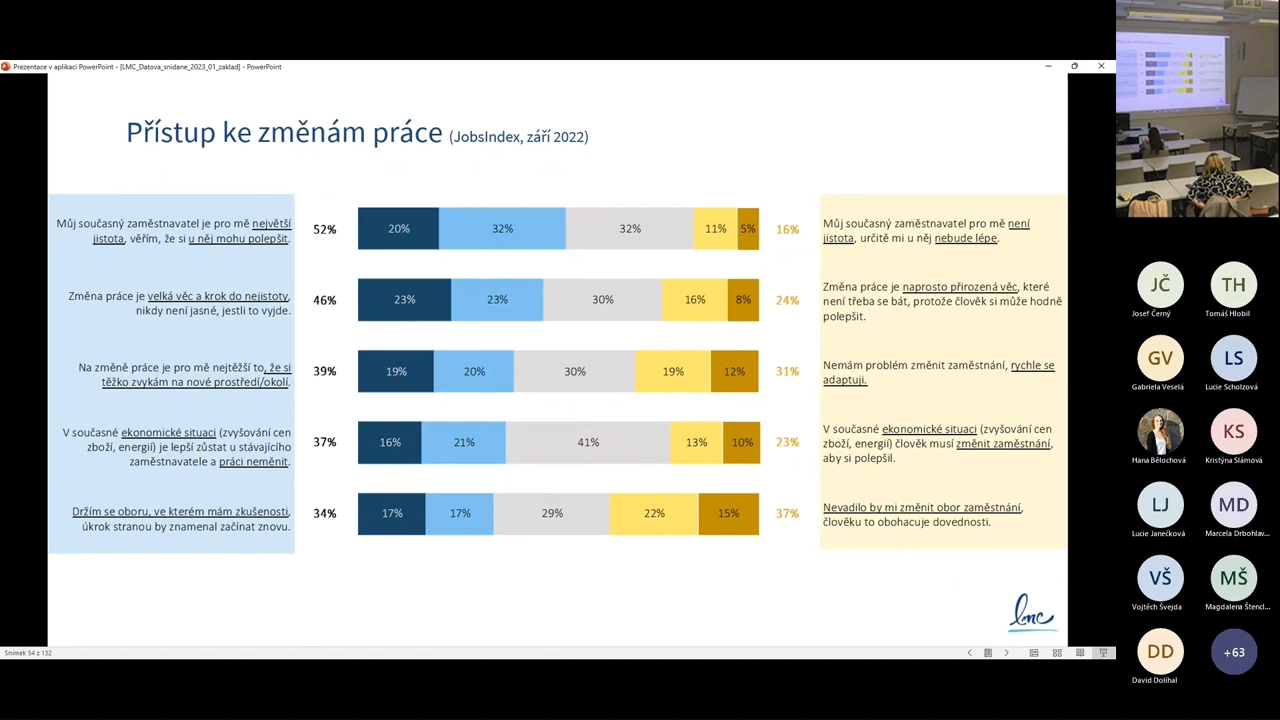 Prezentace v aplikaci PowerPoint - [LMC_Datova_snidane_2023_01_zaklad] - PowerPoint
Přístup ke změnám práce (JobsIndex, září 2022)
Můj současný zaměstnavatel je pro mě největší
jistota, věřím, že si u něj mohu polepšit.
52%
20%
32%
32%
11%
5%
16%
Můj současný zaměstnavatel pro mě není
jistota, určitě mi u něj nebude lépe.
Změna práce je velká věc a krok do nejistoty,
nikdy není jasné, jestli to vyjde.
46%
23%
23%
30%
16%
8%
24%
Změna práce je naprosto přirozená věc, které
není třeba se bát, protože člověk si může hodně
polepšit.
Na změně práce je pro mě nejtěžší to, že si
těžko zvykám na nové prostředí/okolí.
39%
19%
20%
30%
19%
12%
31%
Nemám problém změnit zaměstnání, rychle se
adaptuji.
V současné ekonomické situaci (zvyšování cen
zboží, energií) je lepší zůstat u stávajícího
zaměstnavatele a práci neměnit.
37%
16%
21%
41%
13%
10%
23%
V současné ekonomické situaci (zvyšování cen
zboží, energií) člověk musí změnit zaměstnání,
aby si polepšil.
Držím se oboru, ve kterém mám zkušenosti,
úkrok stranou by znamenal začínat znovu.
34%
17%
17%
29%
22%
15%
37%
Nevadilo by mi změnit obor zaměstnání,
člověku to obohacuje dovednosti.
lmc
Snímek 54 z 132
JČ
Josef Černý
TH
Tomáš Hlobil
GV
Gabriela Veselá
LS
Lucie Scholzová
Hana Bělochová
KS
Kristýna Slámová
LJ
Lucie Janečková
MD
Marcela Drbohlav...
VŠ
Vojtěch Švejda
MŠ
Magdalena Štencl...
DD
David Dolíhal
+63